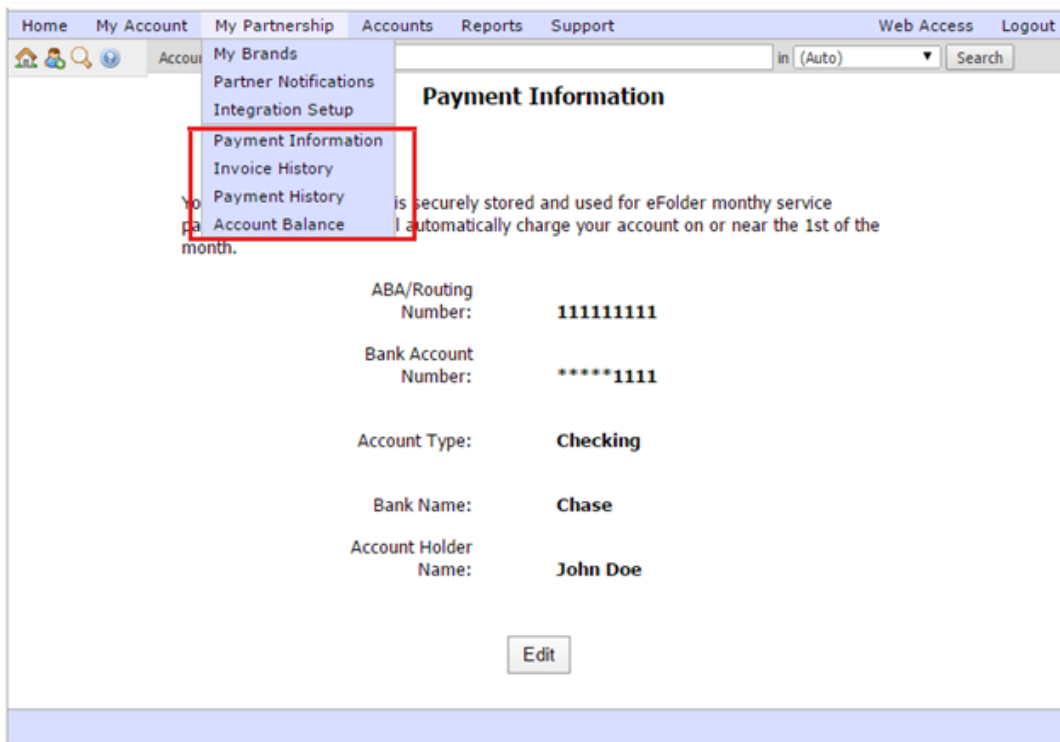 Home My Account My Partnership Accounts Reports Support Web Access Logout
Accou in (Auto) Search
My Brands
Partner Notifications
Integration Setup
Payment Information
Invoice History
Payment History
Account Balance
Payment Information
Yo is securely stored and used for eFolder monthy service
pa l automatically charge your account on or near the 1st of the
month.
ABA/Routing
Number: 111111111
Bank Account
Number: *****1111
Account Type: Checking
Bank Name: Chase
Account Holder
Name: John Doe
Edit